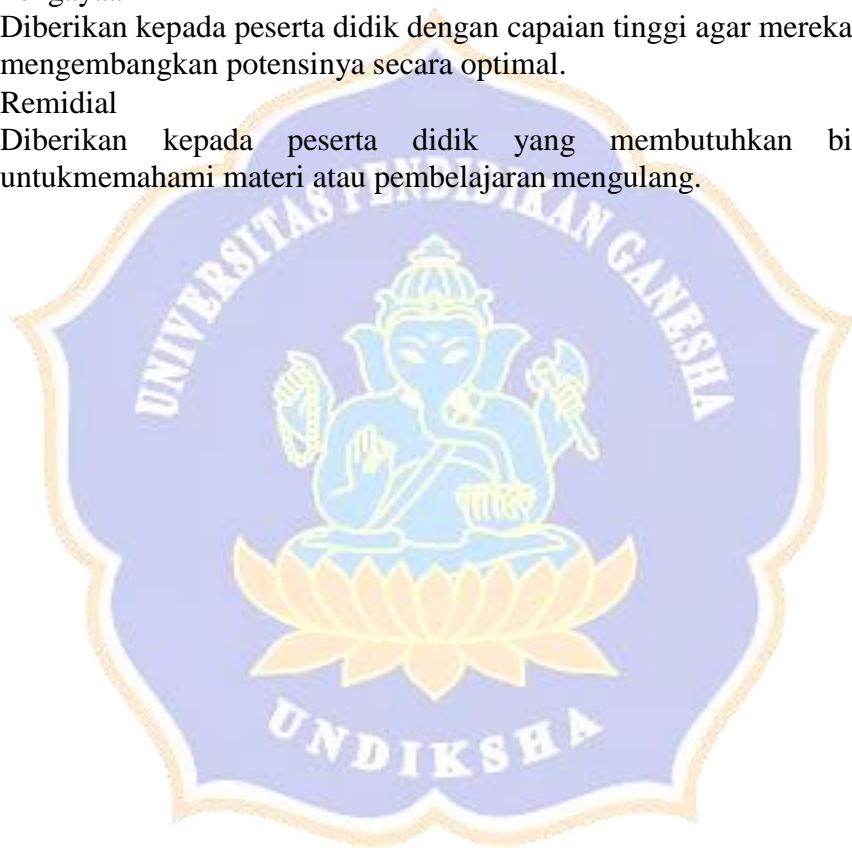 Diberikan kepada peserta didik dengan capaian tinggi agar mereka
mengembangkan potensinya secara optimal.
Remidial
Diberikan kepada peserta didik yang membutuhkan bi
untukmemahami materi atau pembelajaran mengulang.
UNIVERSITAS PENDIDIKAN GANESHA
UNDIKSHA